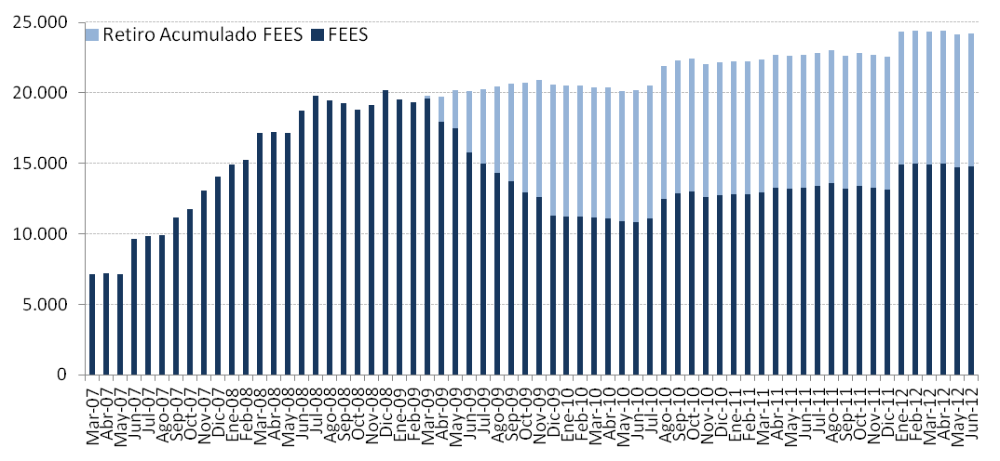 25.000
Retiro Acumulado FEES FEES
20.000
15.000
10.000
5.000
0
Mar-07
Abr-07
May-07
Jun-07
Jul-07
Ago-07
Sep-07
Oct-07
Nov-07
Dic-07
Ene-08
Feb-08
Mar-08
Abr-08
May-08
Jun-08
Jul-08
Ago-08
Sep-08
Oct-08
Nov-08
Dic-08
Ene-09
Feb-09
Mar-09
Abr-09
May-09
Jun-09
Jul-09
Ago-09
Sep-09
Oct-09
Nov-09
Dic-09
Ene-10
Feb-10
Mar-10
Abr-10
May-10
Jun-10
Jul-10
Ago-10
Sep-10
Oct-10
Nov-10
Dic-10
Ene-11
Feb-11
Mar-11
Abr-11
May-11
Jun-11
Jul-11
Ago-11
Sep-11
Oct-11
Nov-11
Dic-11
Ene-12
Feb-12
Mar-12
Abr-12
May-12
Jun-12